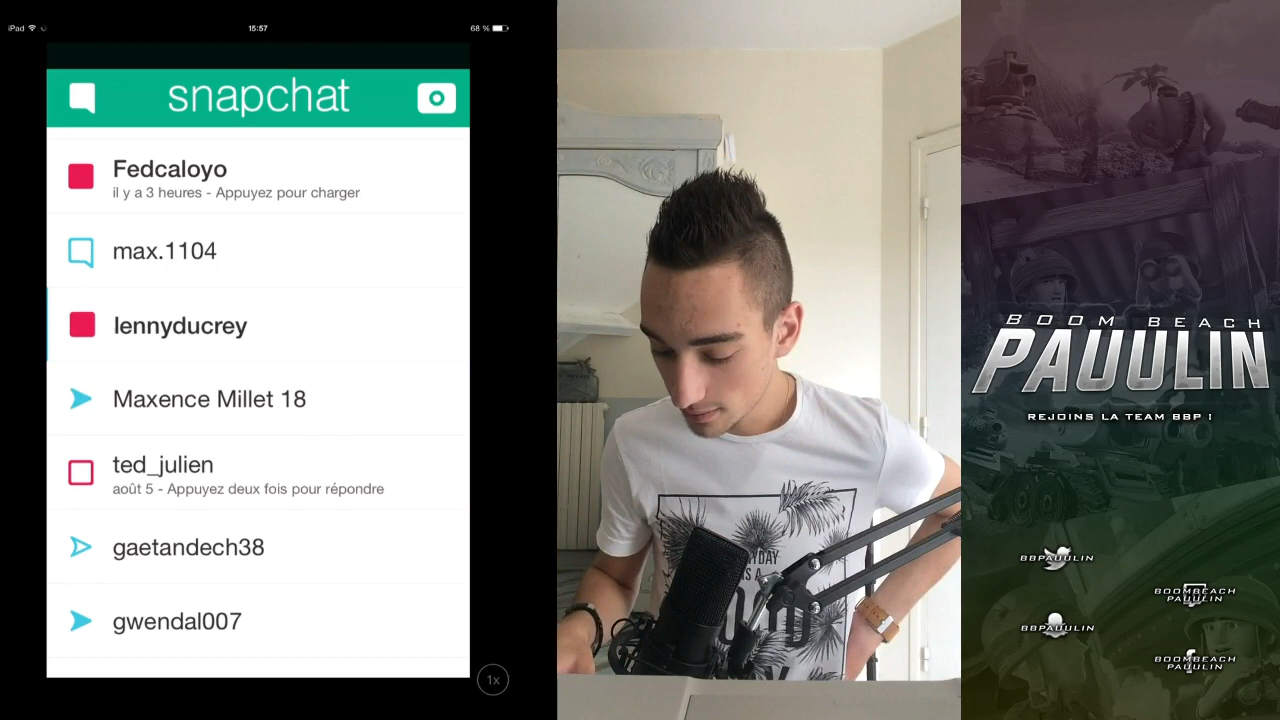 iPad
15:57
68 %
snapchat
Fedcaloyo
il y a 3 heures - Appuyez pour charger
max.1104
lennyducrey
Maxence Millet 18
ted_julien
août 5 - Appuyez deux fois pour répondre
gaetandech38
gwendal007
1x
BOOM BEACH
PAUULIN
REJOINS LA TEAM BBP !
BBPAUULIN
BOOMBEACH
PAUULIN
BBPAUULIN
BOOMBEACH
PAUULIN